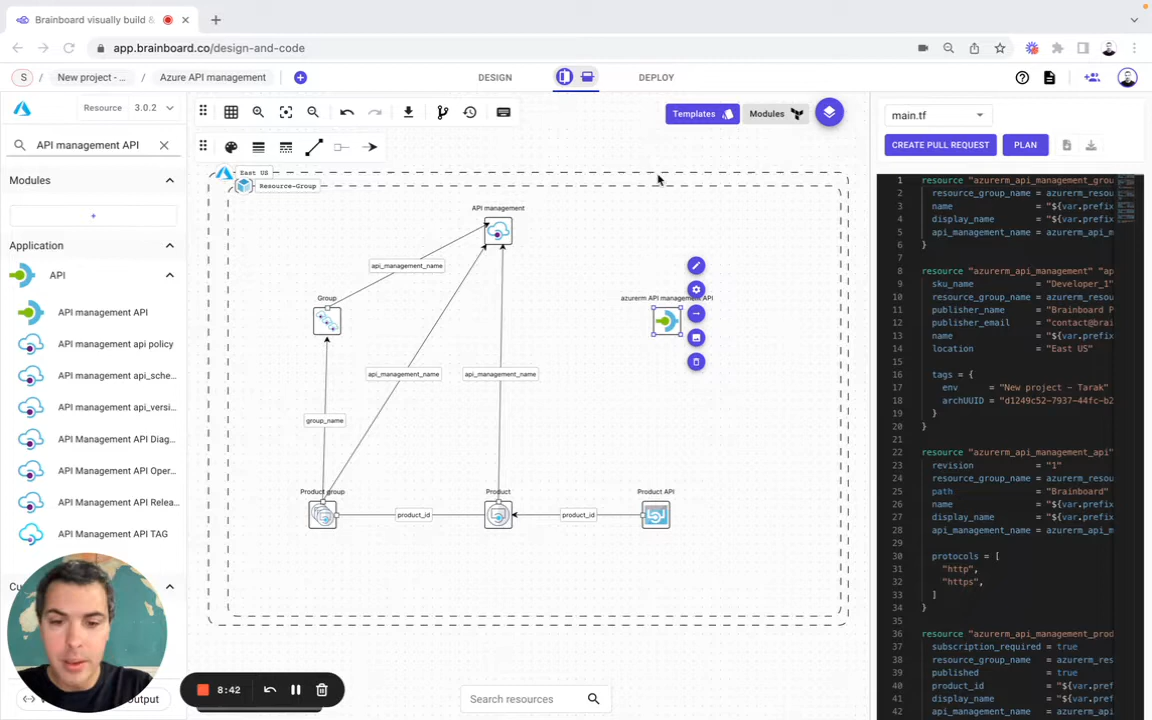 Brainboard visually build &
app.brainboard.co/design-and-code
S / New project - ... / Azure API management
DESIGN
DEPLOY
Resource 3.0.2
API management API
Modules
+
Application
API
API management API
API management api policy
API management api_sche...
API management api_versi...
API Management API Diag...
API Management API Oper...
API Management API Relea...
API Management API TAG
Templates
Modules
East US
Resource-Group
API management
api_management_name
Group
azurerm API management API
api_management_name
api_management_name
group_name
Product group
Product
Product API
product_id
product_id
8:42
Search resources
main.tf
CREATE PULL REQUEST
PLAN
1 resource "azurerm_api_management_grou
2 resource_group_name = azurerm_resou
3 name = "${var.prefix
4 display_name = "${var.prefix
5 api_management_name = azurerm_api_m
6 }
7
8 resource "azurerm_api_management" "ap
9 sku_name = "Developer_1"
10 resource_group_name = azurerm_resou
11 publisher_name = "Brainboard P
12 publisher_email = "contact@brai
13 name = "${var.prefix
14 location = "East US"
15
16 tags = {
17 env = "New project - Tarak"
18 archUUID = "d1249c52-7937-44fc-b2
19 }
20 }
21
22 resource "azurerm_api_management_api"
23 revision = "1"
24 resource_group_name = azurerm_resou
25 path = "Brainboard"
26 name = "${var.prefix
27 display_name = "${var.prefix
28 api_management_name = azurerm_api_m
29
30 protocols = [
31 "http",
32 "https",
33 ]
34 }
35
36 resource "azurerm_api_management_prod
37 subscription_required = true
38 resource_group_name = azurerm_res
39 published = true
40 product_id = "${var.pref
41 display_name = "${var.pref
42 api_management_name = azurerm_api